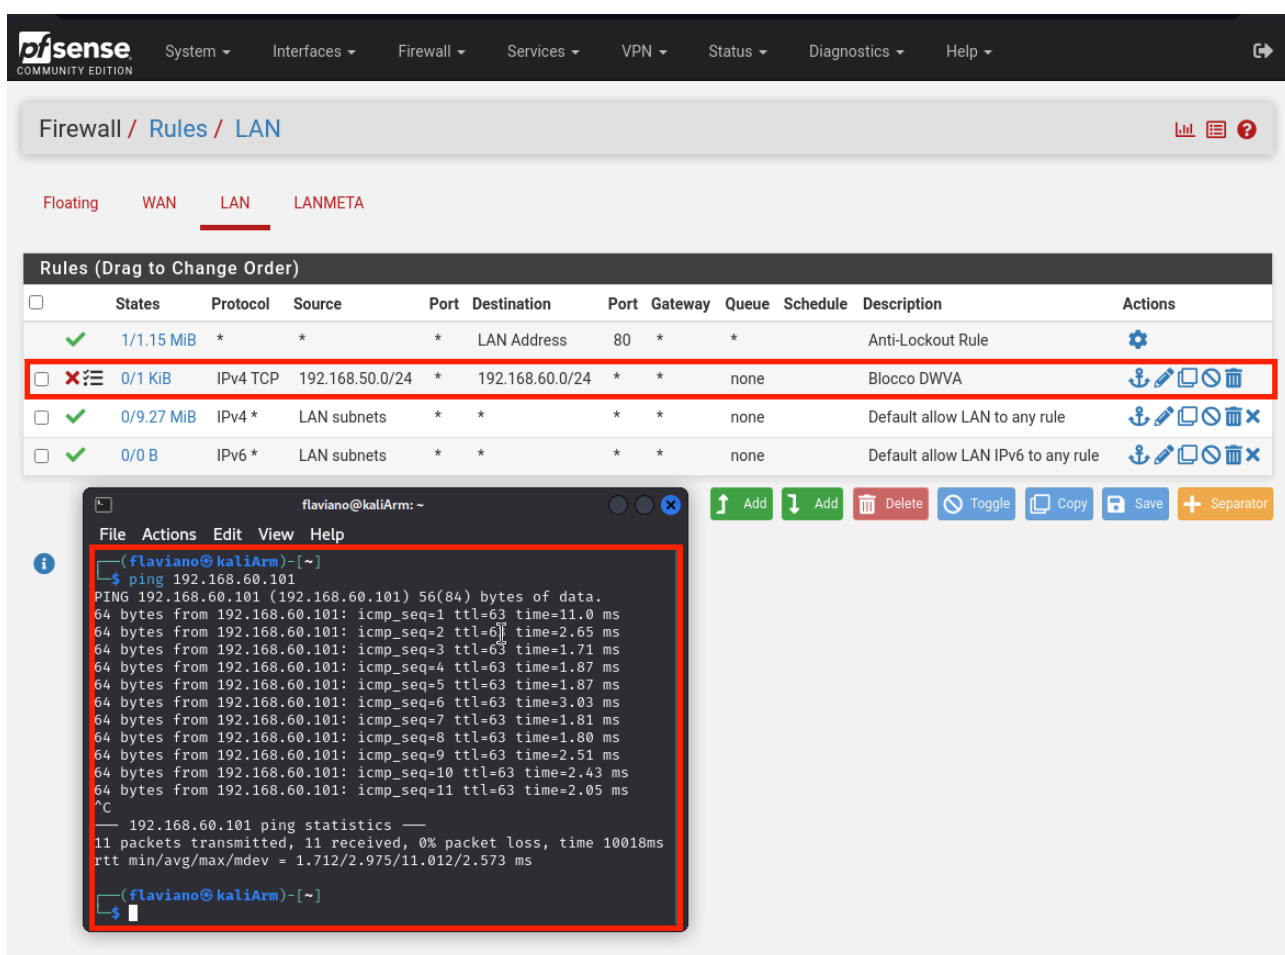 pfsense
COMMUNITY EDITION
System Interfaces Firewall Services VPN Status Diagnostics Help
Firewall / Rules / LAN
Floating WAN LAN LANMETA
Rules (Drag to Change Order)
States Protocol Source Port Destination Port Gateway Queue Schedule Description Actions
1/1.15 MiB * * * LAN Address 80 * * Anti-Lockout Rule
0/1 KiB IPv4 TCP 192.168.50.0/24 * 192.168.60.0/24 * * none Blocco DWVA
0/9.27 MiB IPv4 * LAN subnets * * * * none Default allow LAN to any rule
0/0 B IPv6 * LAN subnets * * * * none Default allow LAN IPv6 to any rule
Add Add Delete Toggle Copy Save Separator
flaviano@kaliArm: ~
File Actions Edit View Help
┌──(flaviano㉿kaliArm)-[~]
└─$ ping 192.168.60.101
PING 192.168.60.101 (192.168.60.101) 56(84) bytes of data.
64 bytes from 192.168.60.101: icmp_seq=1 ttl=63 time=11.0 ms
64 bytes from 192.168.60.101: icmp_seq=2 ttl=63 time=2.65 ms
64 bytes from 192.168.60.101: icmp_seq=3 ttl=63 time=1.71 ms
64 bytes from 192.168.60.101: icmp_seq=4 ttl=63 time=1.87 ms
64 bytes from 192.168.60.101: icmp_seq=5 ttl=63 time=1.87 ms
64 bytes from 192.168.60.101: icmp_seq=6 ttl=63 time=3.03 ms
64 bytes from 192.168.60.101: icmp_seq=7 ttl=63 time=1.81 ms
64 bytes from 192.168.60.101: icmp_seq=8 ttl=63 time=1.80 ms
64 bytes from 192.168.60.101: icmp_seq=9 ttl=63 time=2.51 ms
64 bytes from 192.168.60.101: icmp_seq=10 ttl=63 time=2.43 ms
64 bytes from 192.168.60.101: icmp_seq=11 ttl=63 time=2.05 ms
^C
── 192.168.60.101 ping statistics ──
11 packets transmitted, 11 received, 0% packet loss, time 10018ms
rtt min/avg/max/mdev = 1.712/2.975/11.012/2.573 ms
┌──(flaviano㉿kaliArm)-[~]
└─$